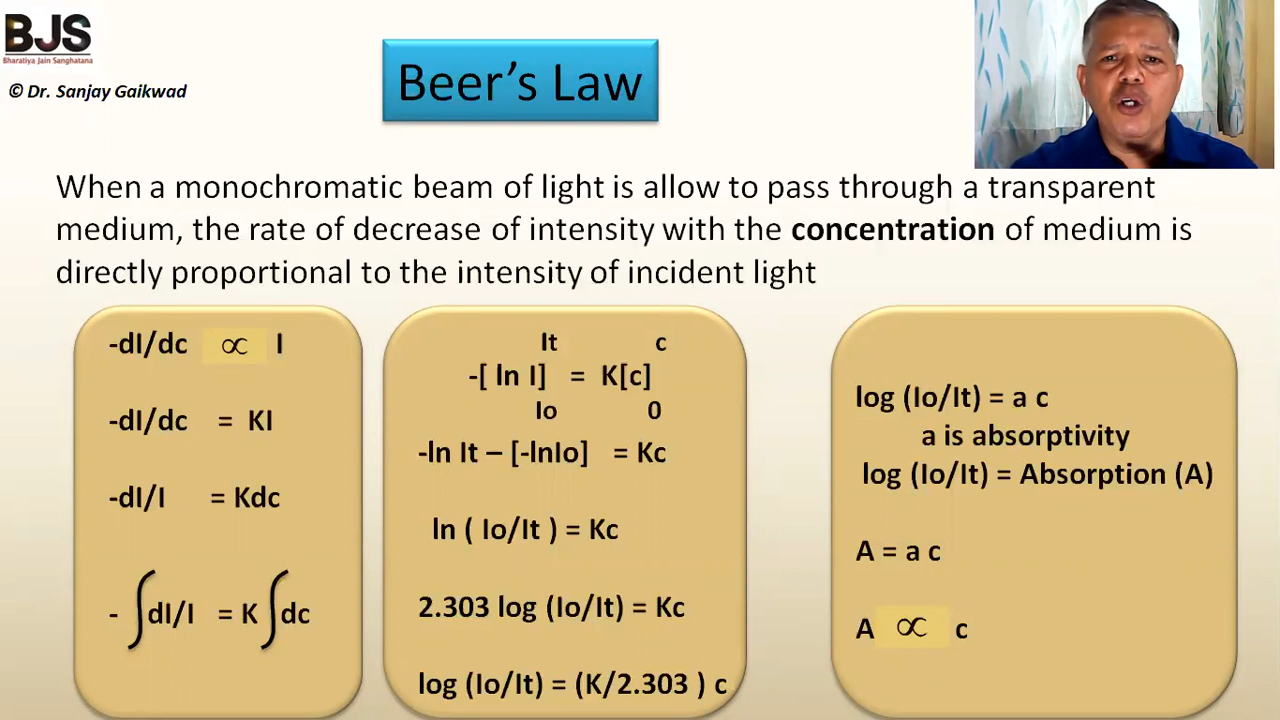 BJS
Bharatiya Jain Sanghatana
© Dr. Sanjay Gaikwad
Beer's Law
When a monochromatic beam of light is allow to pass through a transparent
medium, the rate of decrease of intensity with the concentration of medium is
directly proportional to the intensity of incident light
-dI/dc ∝ I
-dI/dc = KI
-dI/I = Kdc
- ∫dI/I = K ∫dc
It c
-[ ln I] = K[c]
Io 0
-ln It – [-lnIo] = Kc
ln ( Io/It ) = Kc
2.303 log (Io/It) = Kc
log (Io/It) = (K/2.303 ) c
log (Io/It) = a c
a is absorptivity
log (Io/It) = Absorption (A)
A = a c
A ∝ c